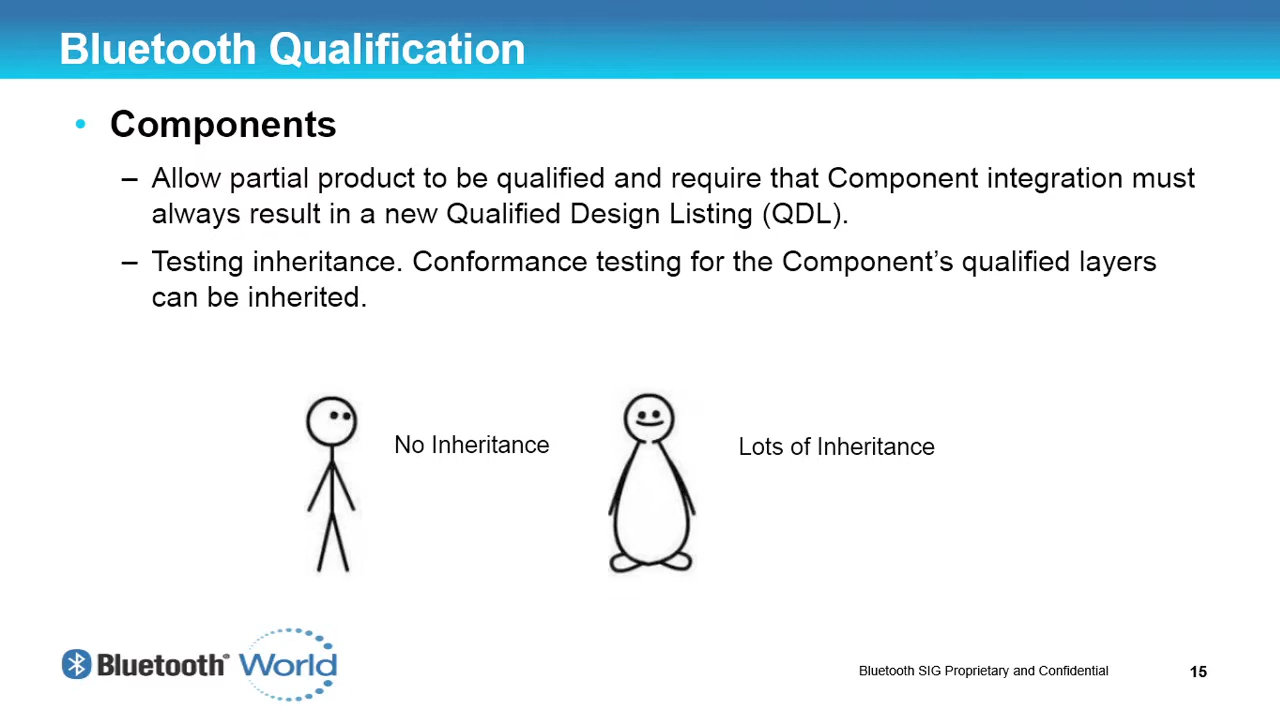 Bluetooth Qualification
• Components
– Allow partial product to be qualified and require that Component integration must
always result in a new Qualified Design Listing (QDL).
– Testing inheritance. Conformance testing for the Component’s qualified layers
can be inherited.
No Inheritance
Lots of Inheritance
Bluetooth® World
Bluetooth SIG Proprietary and Confidential
15